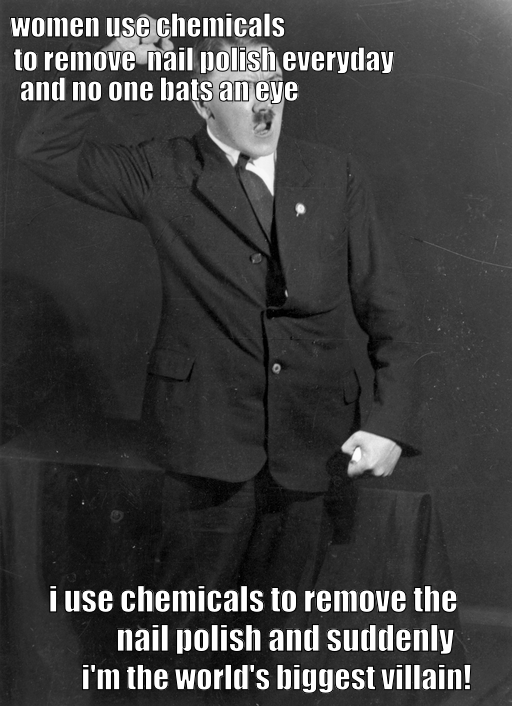 women use chemicals
to remove nail polish everyday
and no one bats an eye
i use chemicals to remove the
nail polish and suddenly
i'm the world's biggest villain!